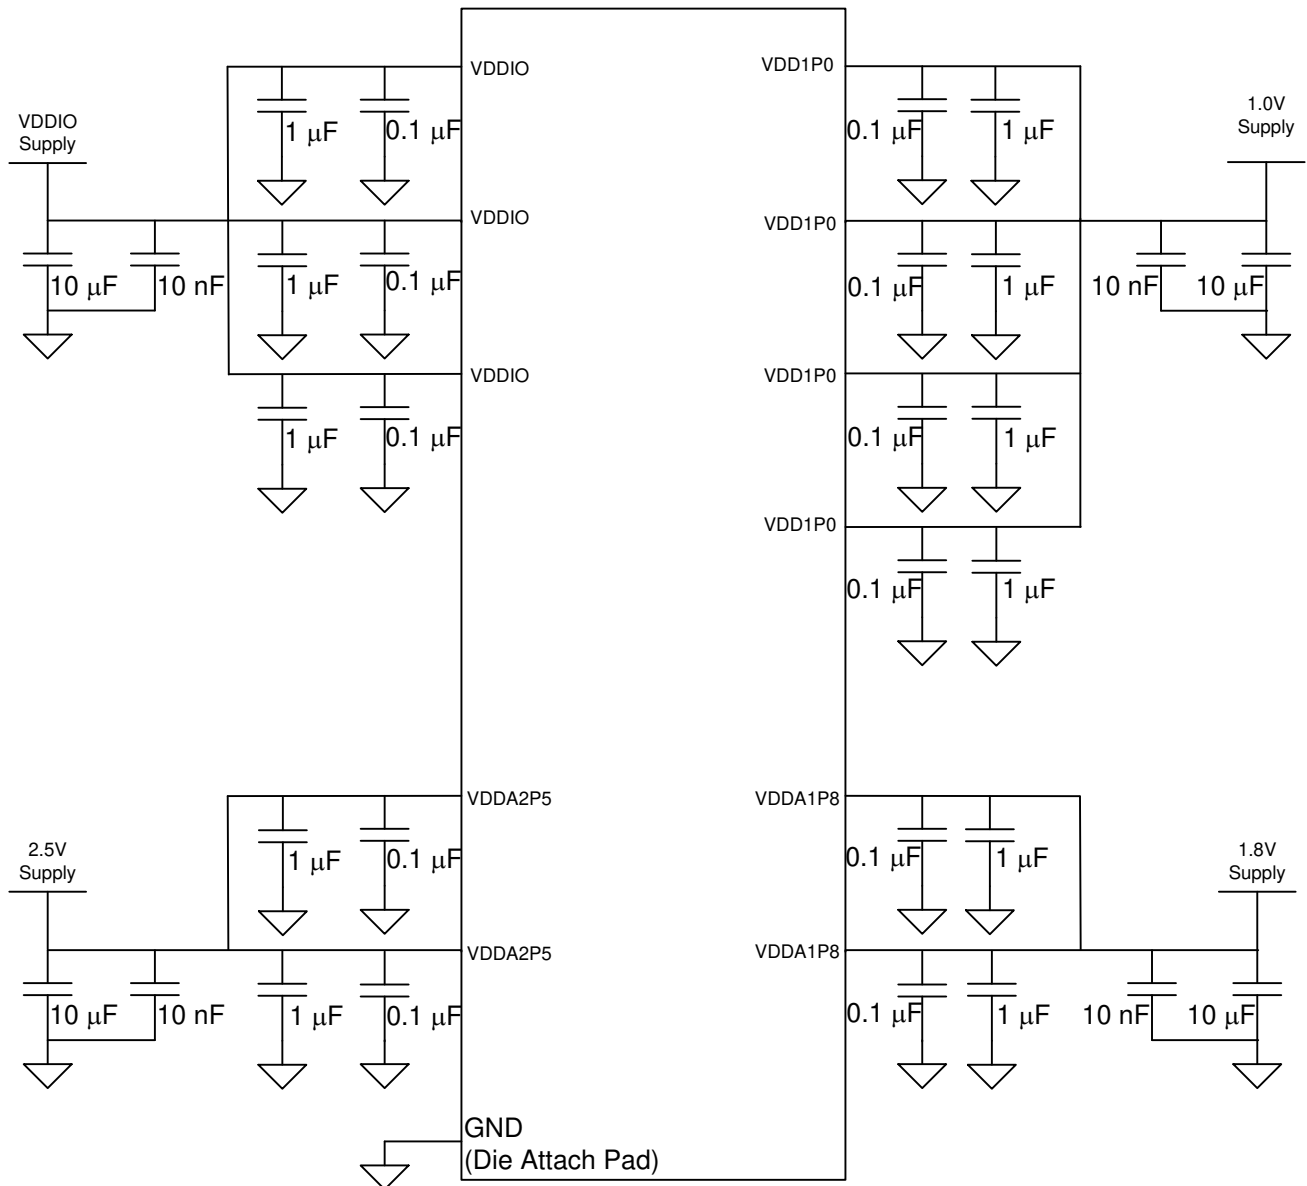 VDDIO
VDD1P0
1 µF
0.1 µF
0.1 µF
1 µF
VDDIO
Supply
1.0V
Supply
VDDIO
VDD1P0
10 µF
10 nF
1 µF
0.1 µF
0.1 µF
1 µF
10 nF
10 µF
VDDIO
VDD1P0
1 µF
0.1 µF
0.1 µF
1 µF
VDD1P0
0.1 µF
1 µF
VDDA2P5
VDDA1P8
2.5V
Supply
1 µF
0.1 µF
0.1 µF
1 µF
1.8V
Supply
VDDA2P5
VDDA1P8
10 µF
10 nF
1 µF
0.1 µF
0.1 µF
1 µF
10 nF
10 µF
GND
(Die Attach Pad)